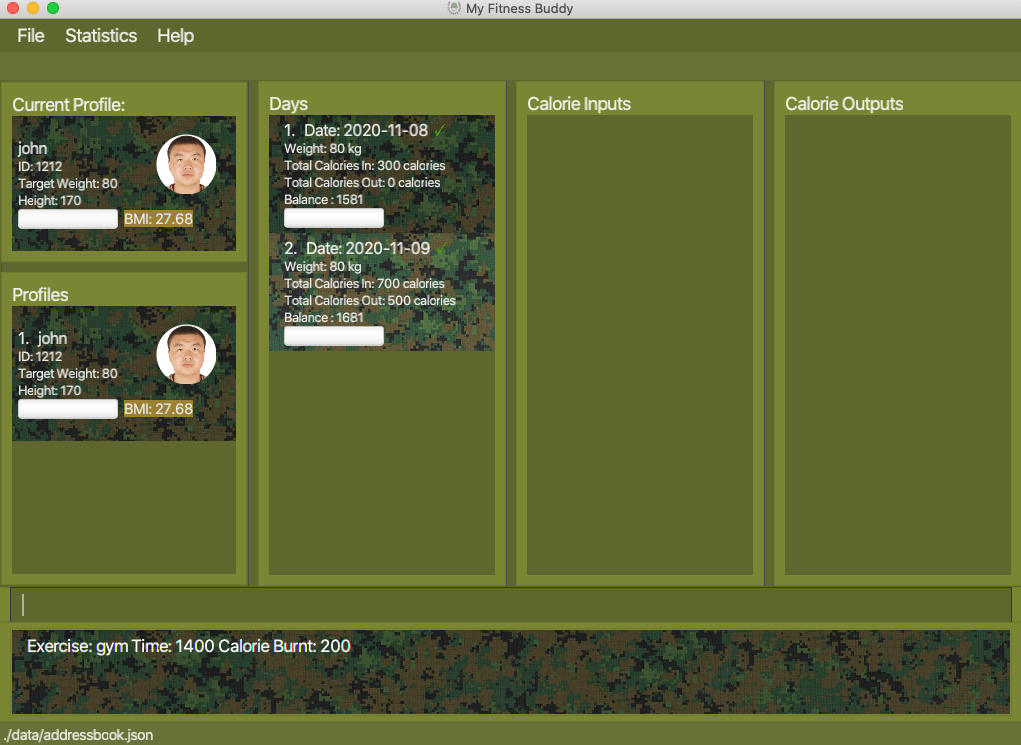 My Fitness Buddy
File Statistics Help
Current Profile:
john
ID: 1212
Target Weight: 80
Height: 170
BMI: 27.68
Profiles
1. john
ID: 1212
Target Weight: 80
Height: 170
BMI: 27.68
Days
1. Date: 2020-11-08 ✓
Weight: 80 kg
Total Calories In: 300 calories
Total Calories Out: 0 calories
Balance : 1581
2. Date: 2020-11-09 ✓
Weight: 80 kg
Total Calories In: 700 calories
Total Calories Out: 500 calories
Balance : 1681
Calorie Inputs
Calorie Outputs
Exercise: gym Time: 1400 Calorie Burnt: 200
./data/addressbook.json